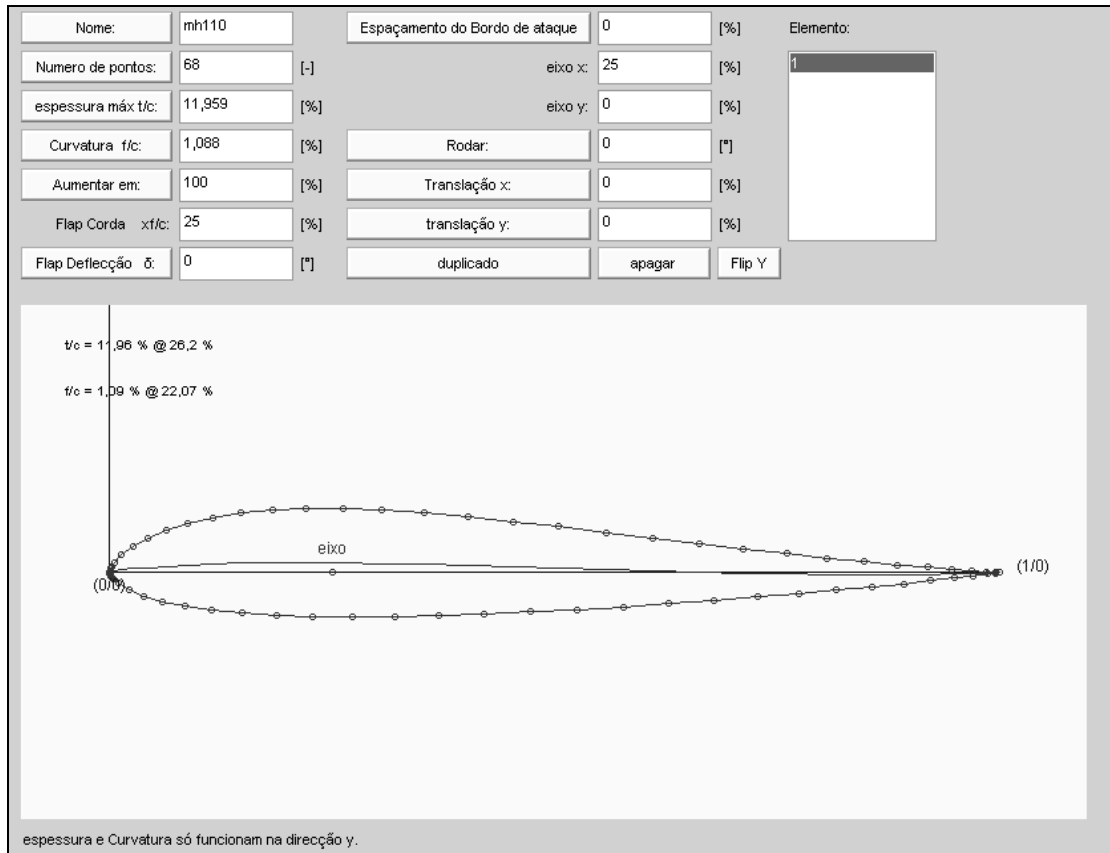 Nome: mh110 Espaçamento do Bordo de ataque 0 [%] Elemento:
Numero de pontos: 68 [-] eixo x: 25 [%] 1
espessura máx t/c: 11,959 [%] eixo y: 0 [%]
Curvatura f/c: 1,088 [%] Rodar: 0 [°]
Aumentar em: 100 [%] Translação x: 0 [%]
Flap Corda xf/c: 25 [%] translação y: 0 [%]
Flap Deflecção δ: 0 [°] duplicado apagar Flip Y
t/c = 11,96 % @ 26,2 %
f/c = 1,09 % @ 22,07 %
eixo
(0/0)
(1/0)
espessura e Curvatura só funcionam na direcção y.